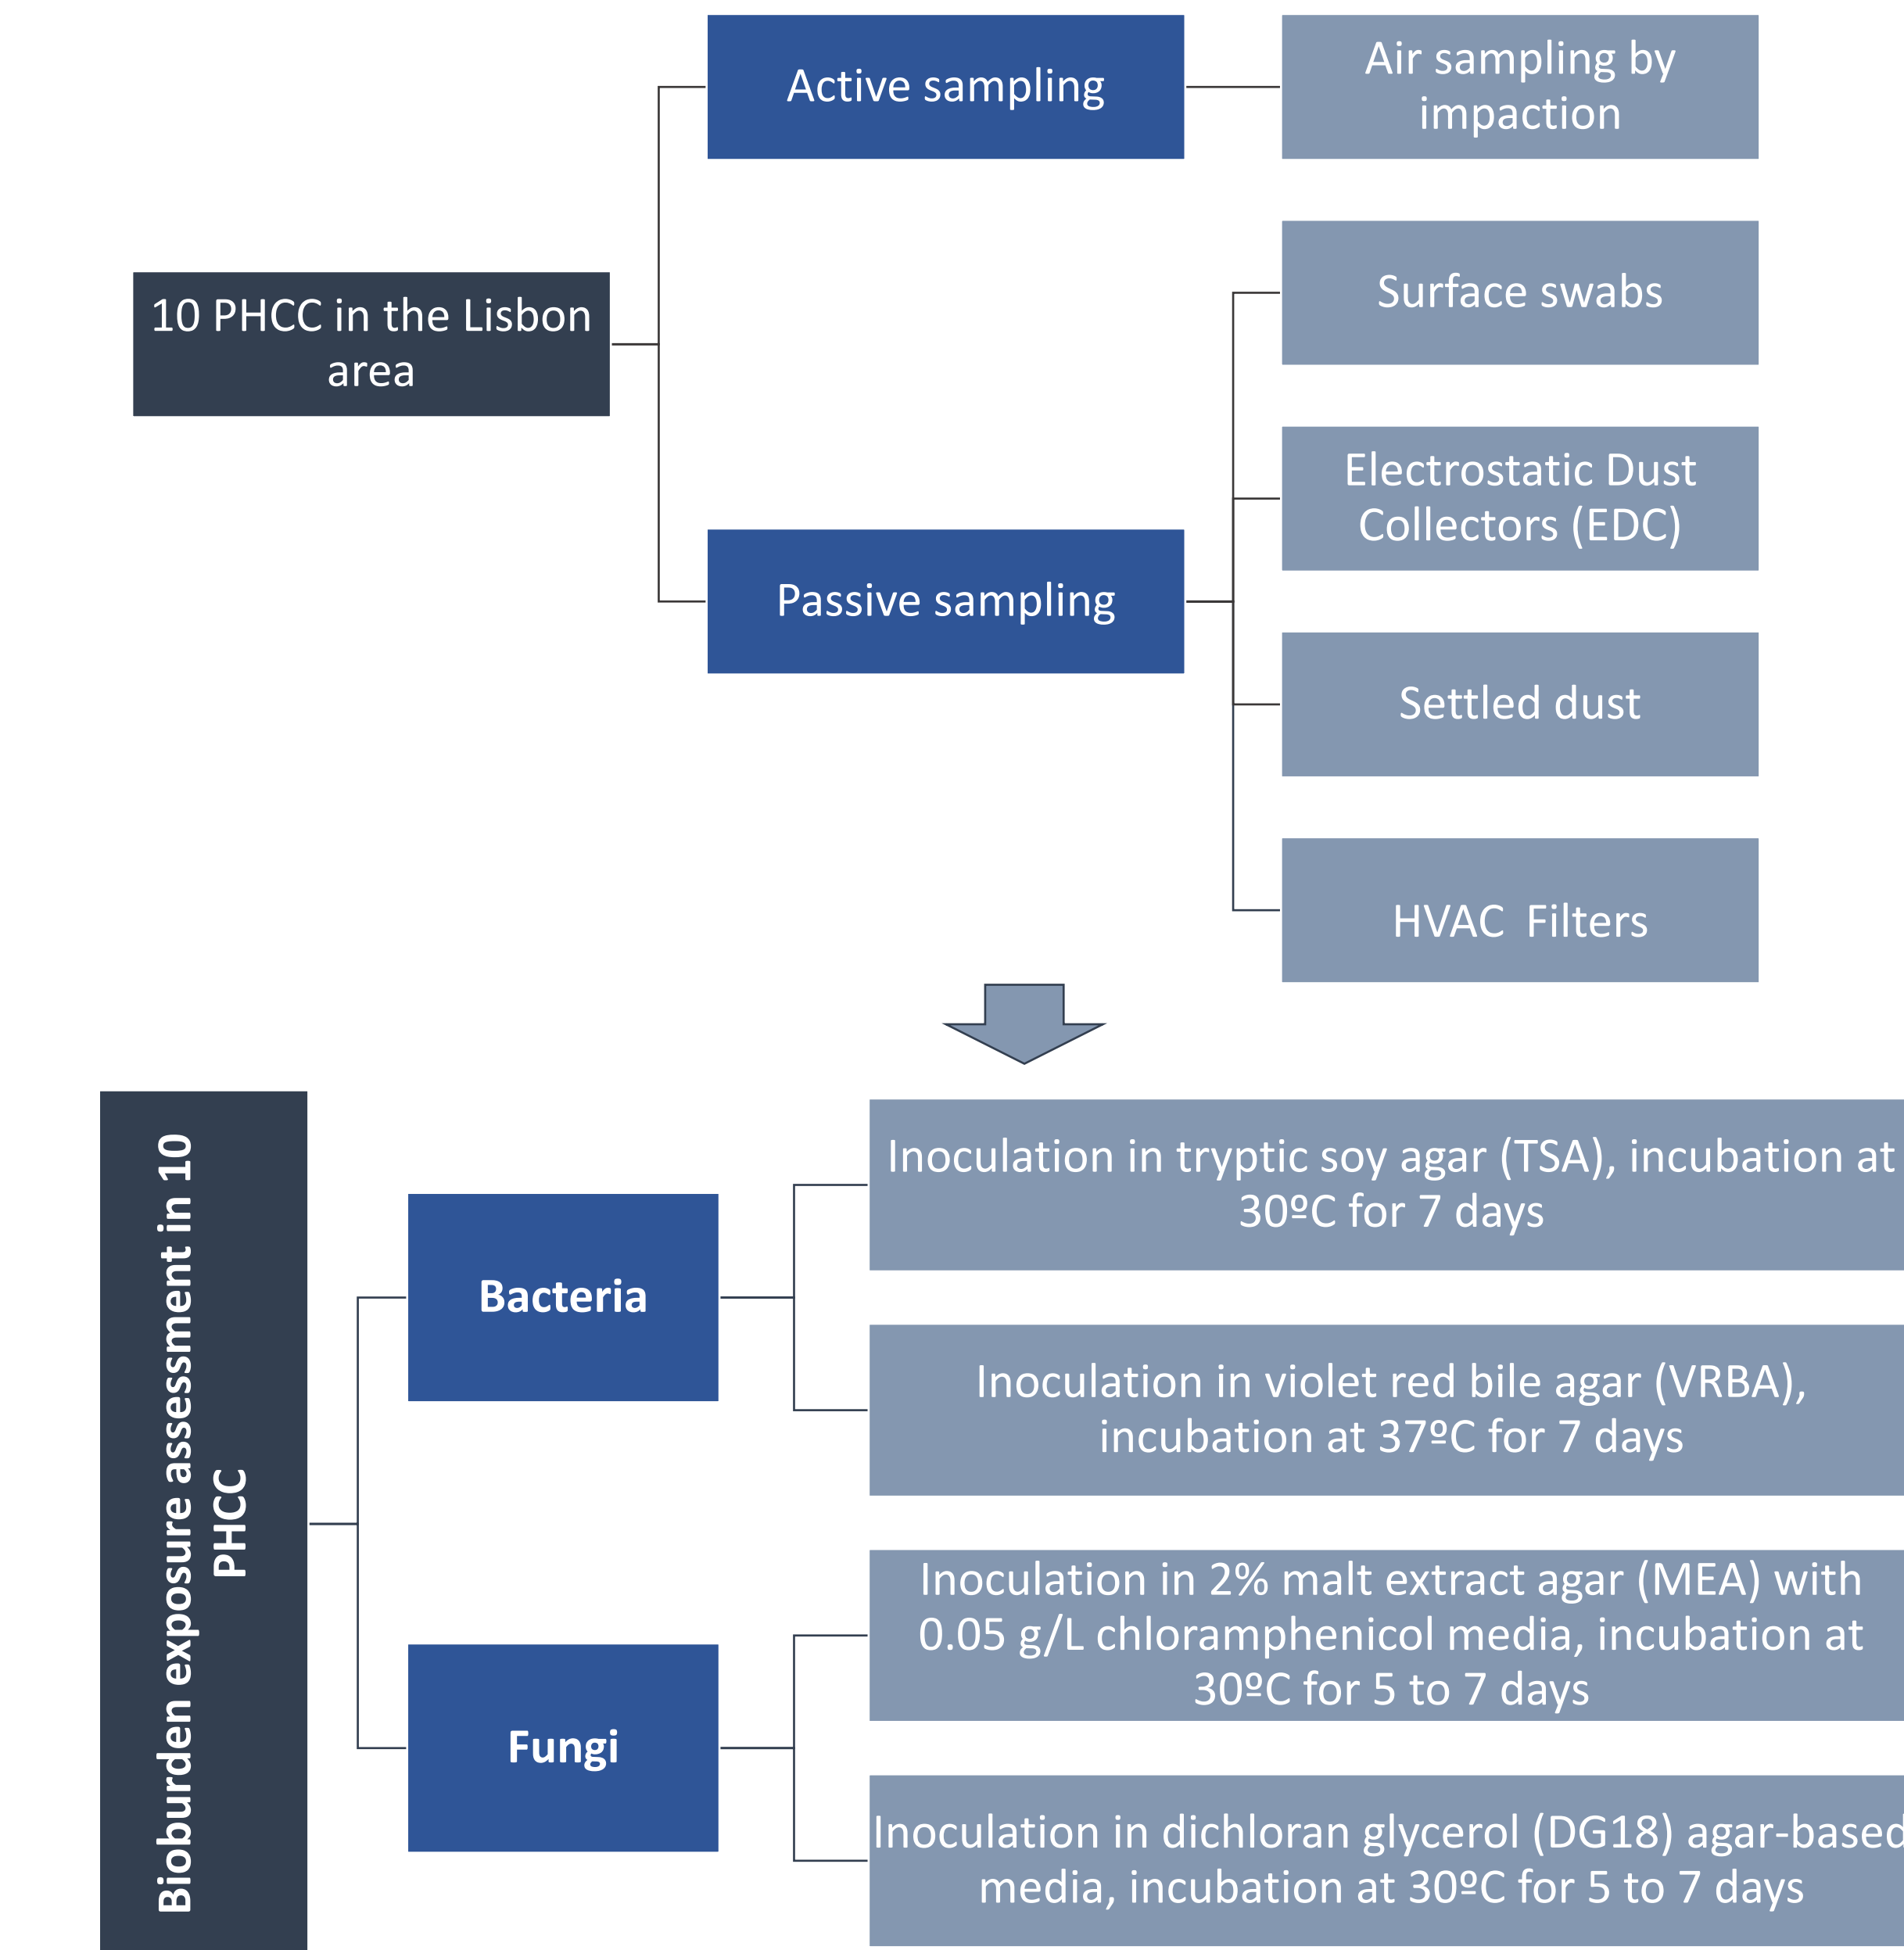 Active sampling
Air sampling by
impaction
10 PHCC in the Lisbon
area
Surface swabs
Electrostatic Dust
Collectors (EDC)
Passive sampling
Settled dust
HVAC  Filters
Bioburden exposure assessment in 10
PHCC
Bacteria
Inoculation in tryptic soy agar (TSA), incubation at
30ºC for 7 days
Inoculation in violet red bile agar (VRBA),
incubation at 37ºC for 7 days
Fungi
Inoculation in 2% malt extract agar (MEA) with
0.05 g/L chloramphenicol media, incubation at
30ºC for 5 to 7 days
Inoculation in dichloran glycerol (DG18) agar-based
media, incubation at 30ºC for 5 to 7 days